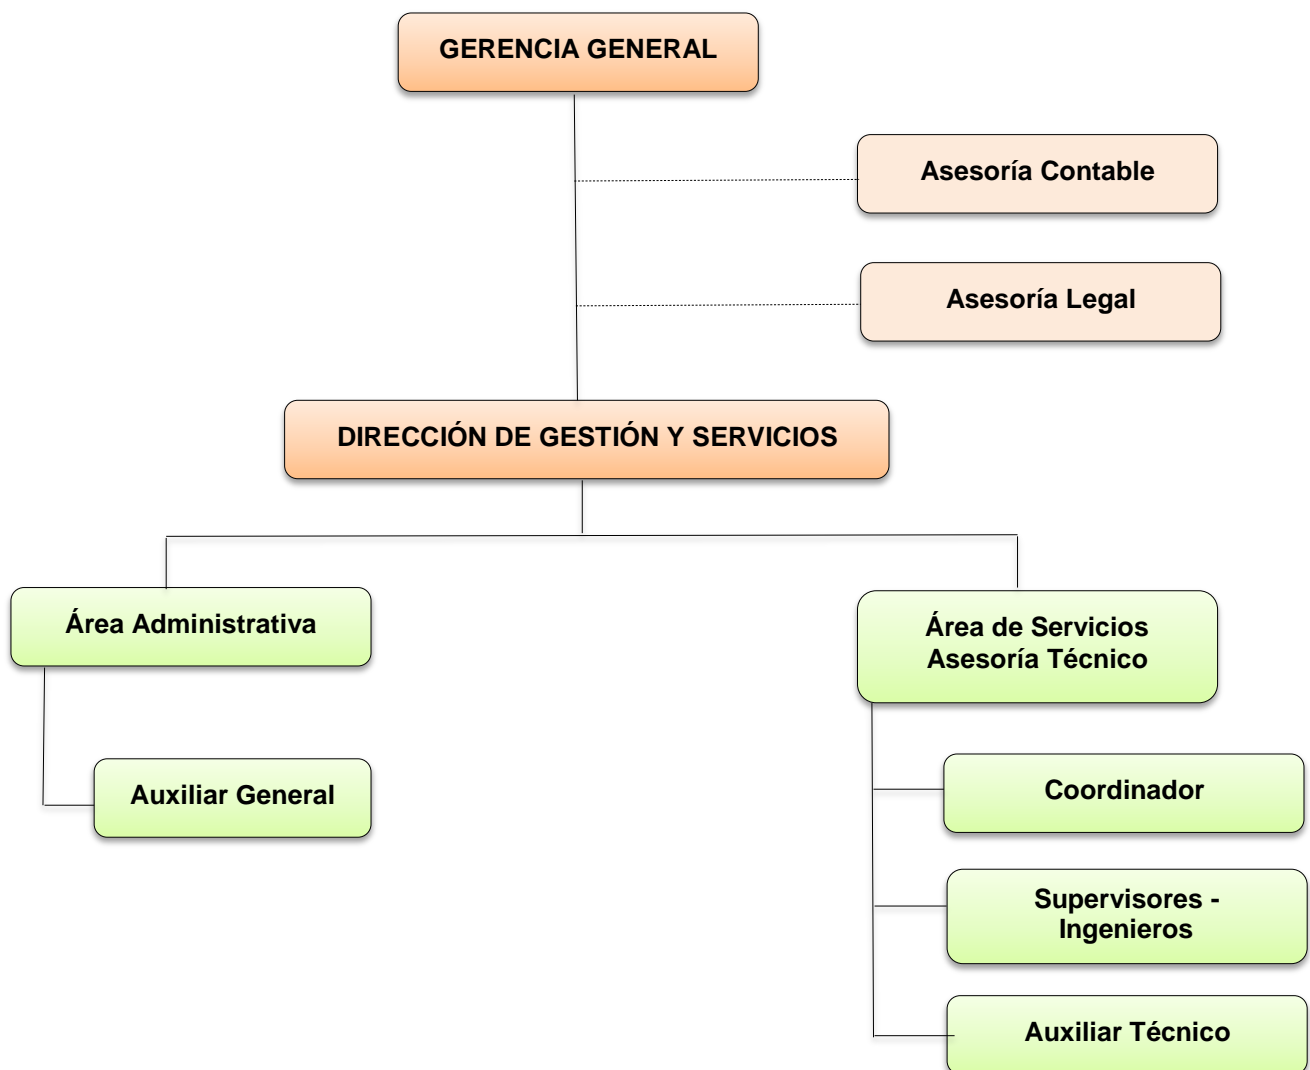 GERENCIA GENERAL
Asesoría Contable
Asesoría Legal
DIRECCIÓN DE GESTIÓN Y SERVICIOS
Área Administrativa
Área de Servicios
Asesoría Técnico
Auxiliar General
Coordinador
Supervisores -
Ingenieros
Auxiliar Técnico